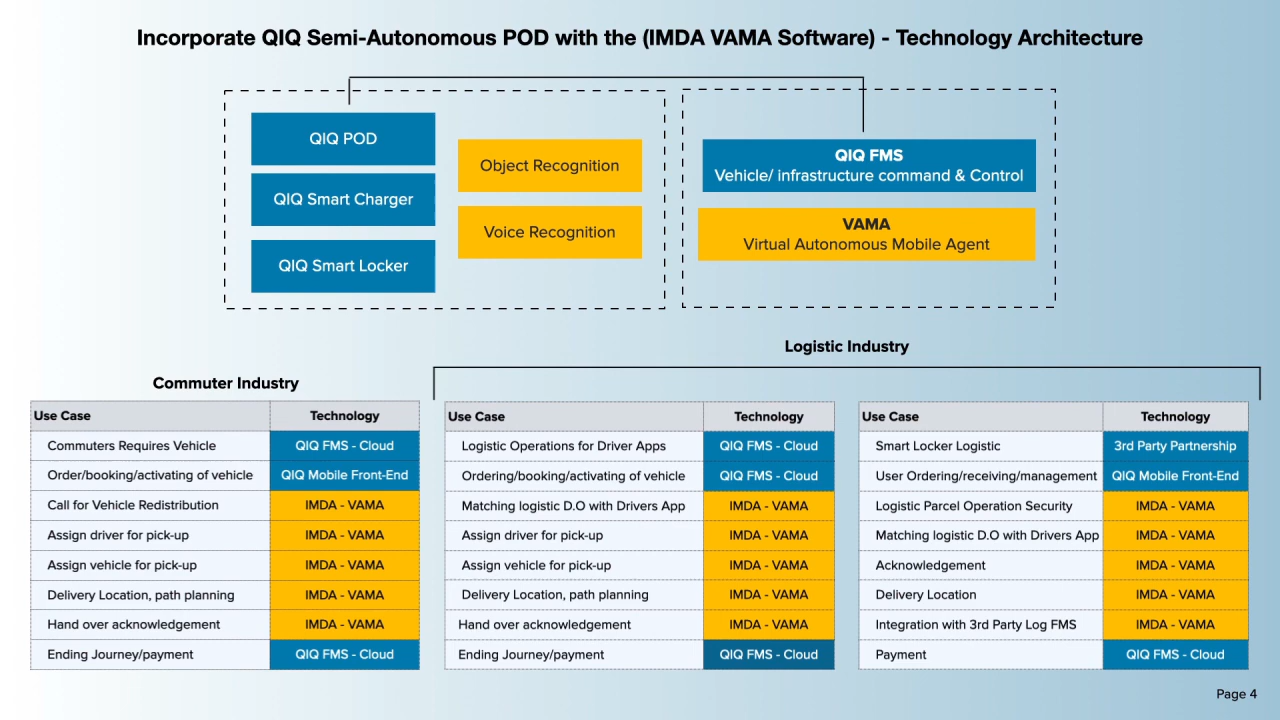 Incorporate QIQ Semi-Autonomous POD with the (IMDA VAMA Software) - Technology Architecture
QIQ POD
QIQ Smart Charger
QIQ Smart Locker
Object Recognition
Voice Recognition
QIQ FMS
Vehicle/ infrastructure command & Control
VAMA
Virtual Autonomous Mobile Agent
Logistic Industry
Commuter Industry
Use Case Technology
Commuters Requires Vehicle QIQ FMS - Cloud
Order/booking/activating of vehicle QIQ Mobile Front-End
Call for Vehicle Redistribution IMDA - VAMA
Assign driver for pick-up IMDA - VAMA
Assign vehicle for pick-up IMDA - VAMA
Delivery Location, path planning IMDA - VAMA
Hand over acknowledgement IMDA - VAMA
Ending Journey/payment QIQ FMS - Cloud
Use Case Technology
Logistic Operations for Driver Apps QIQ FMS - Cloud
Ordering/booking/activating of vehicle QIQ FMS - Cloud
Matching logistic D.O with Drivers App IMDA - VAMA
Assign driver for pick-up IMDA - VAMA
Assign vehicle for pick-up IMDA - VAMA
Delivery Location, path planning IMDA - VAMA
Hand over acknowledgement IMDA - VAMA
Ending Journey/payment QIQ FMS - Cloud
Use Case Technology
Smart Locker Logistic 3rd Party Partnership
User Ordering/receiving/management QIQ Mobile Front-End
Logistic Parcel Operation Security IMDA - VAMA
Matching logistic D.O with Drivers App IMDA - VAMA
Acknowledgement IMDA - VAMA
Delivery Location IMDA - VAMA
Integration with 3rd Party Log FMS IMDA - VAMA
Payment QIQ FMS - Cloud
Page 4